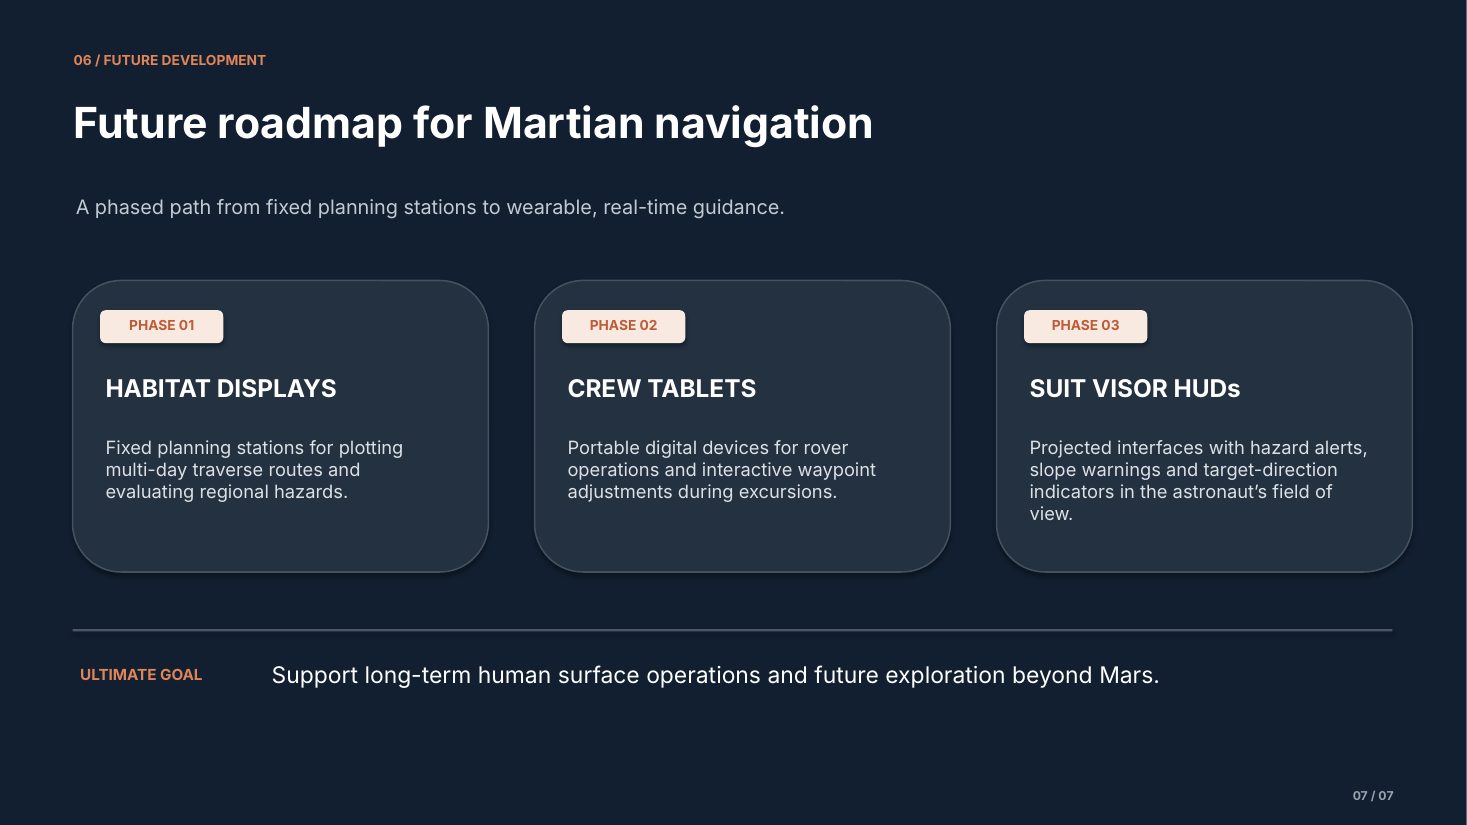 06 / FUTURE DEVELOPMENT
Future roadmap for Martian navigation
A phased path from fixed planning stations to wearable, real-time guidance.
PHASE 01
HABITAT DISPLAYS
Fixed planning stations for plotting
multi-day traverse routes and
evaluating regional hazards.
PHASE 02
CREW TABLETS
Portable digital devices for rover
operations and interactive waypoint
adjustments during excursions.
PHASE 03
SUIT VISOR HUDs
Projected interfaces with hazard alerts,
slope warnings and target-direction
indicators in the astronaut’s field of
view.
ULTIMATE GOAL
Support long-term human surface operations and future exploration beyond Mars.
07 / 07